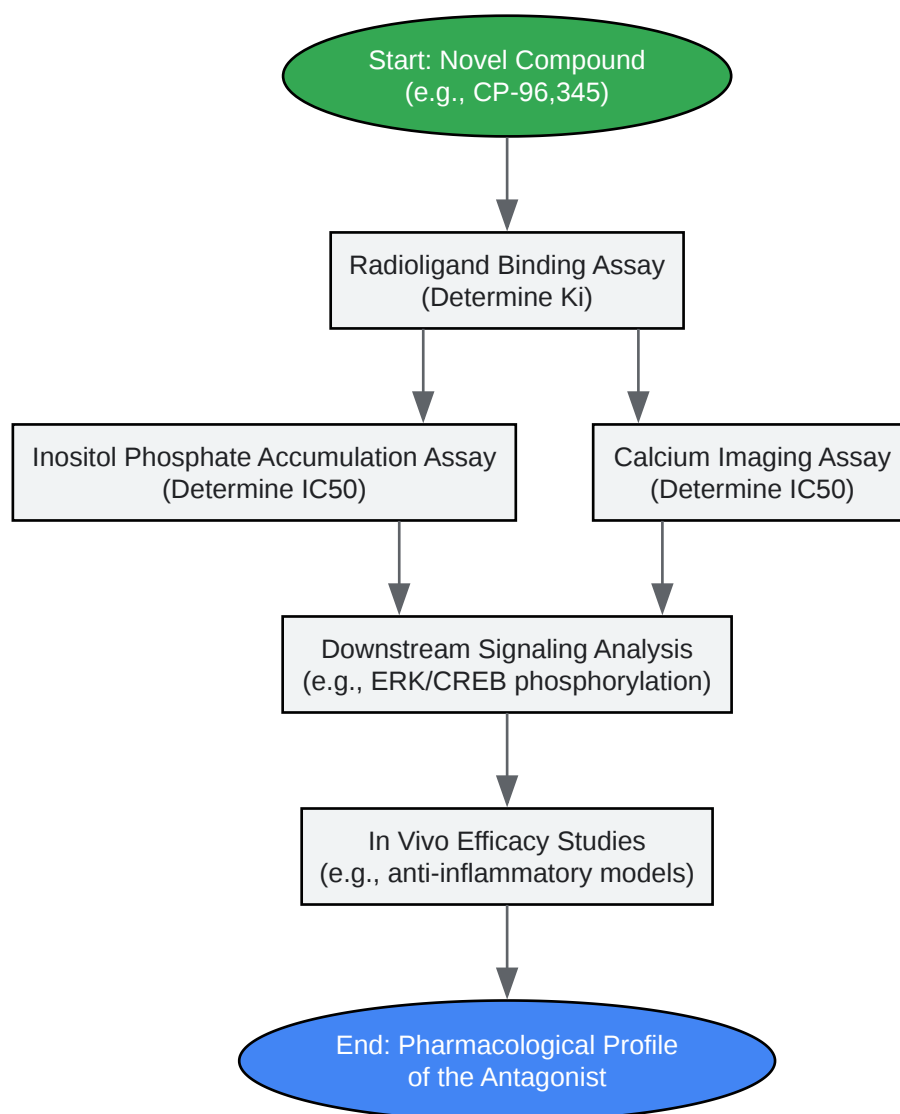 Start: Novel Compound
(e.g., CP-96,345)
Radioligand Binding Assay
(Determine Ki)
Inositol Phosphate Accumulation Assay
(Determine IC50)
Calcium Imaging Assay
(Determine IC50)
Downstream Signaling Analysis
(e.g., ERK/CREB phosphorylation)
In Vivo Efficacy Studies
(e.g., anti-inflammatory models)
End: Pharmacological Profile
of the Antagonist